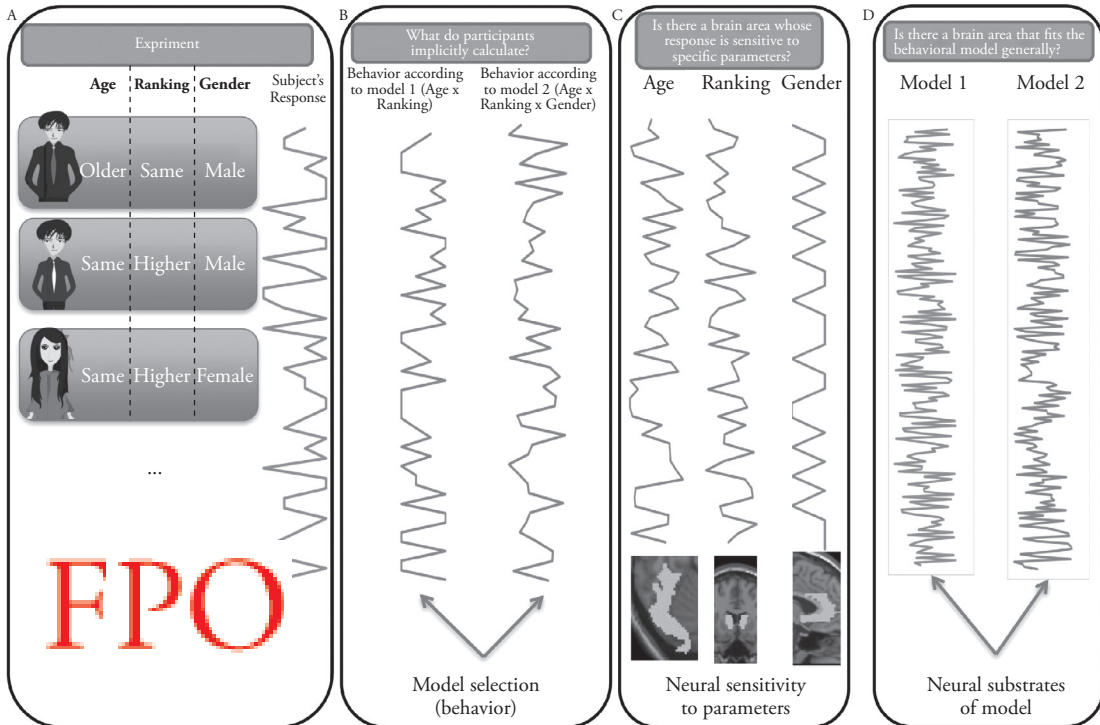 A
Expriment
Age Ranking Gender
Subject's
Response
Older Same Male
Same Higher Male
Same Higher Female
...
FPO
B
What do participants
implicitly calculate?
Behavior according
to model 1 (Age x
Ranking)
Behavior according
to model 2 (Age x
Ranking x Gender)
Model selection
(behavior)
C
Is there a brain area whose
response is sensitive to
specific parameters?
Age Ranking Gender
Neural sensitivity
to parameters
D
Is there a brain area that fits the
behavioral model generally?
Model 1 Model 2
Neural substrates
of model